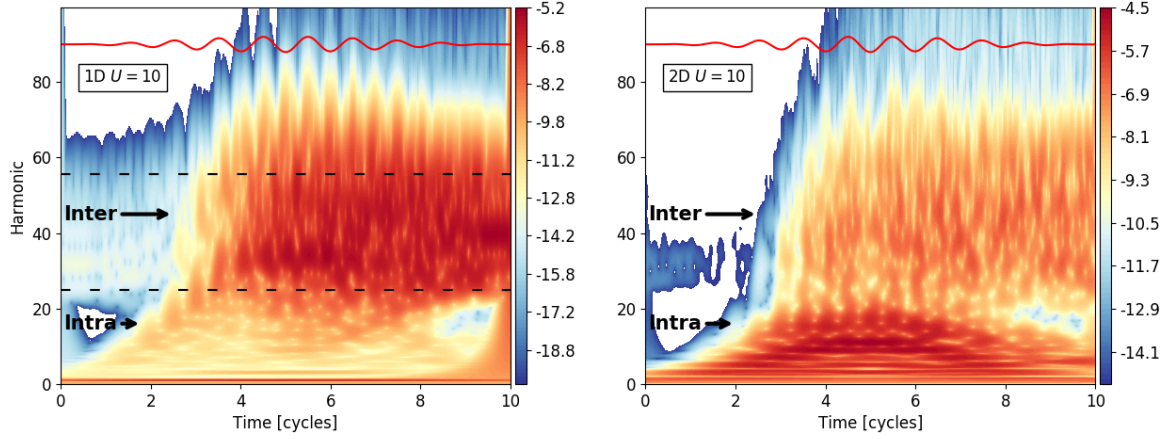 1D U = 10
Harmonic
80
60
40
20
0
Inter
Intra
0 2 4 6 8 10
Time [cycles]
-5.2
-6.8
-8.2
-9.8
-11.2
-12.8
-14.2
-15.8
-17.2
-18.8
2D U = 10
80
60
40
20
0
Inter
Intra
0 2 4 6 8 10
Time [cycles]
-4.5
-5.7
-6.9
-8.1
-9.3
-10.5
-11.7
-12.9
-14.1